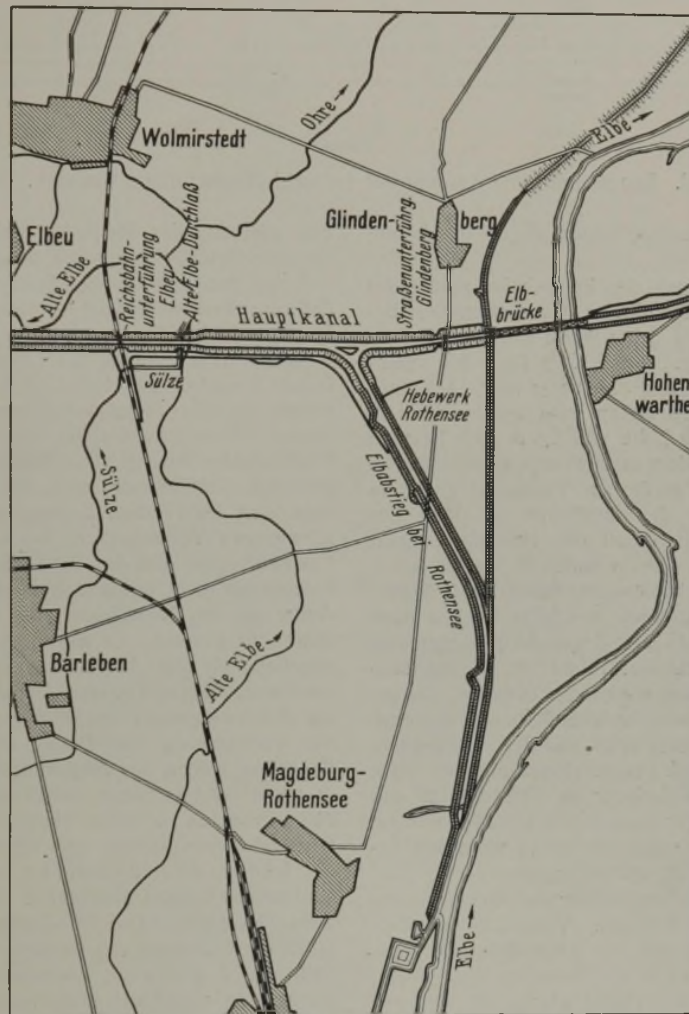 Wolmirstedt
Ohre
Elbe
Elbeu
Alte Elbe
Reichsbahn-
unterführung
Elbeu
Alte Elbe-Durchlaß
Glinden-
berg
Straßenunterführg.
Glindenberg
Hauptkanal
Elb-
brücke
Sülze
Hohen
warthe
Hebewerk
Rothensee
Sülze
Elbabstieg bei
Rothensee
Barleben
Alte Elbe
Magdeburg-
Rothensee
Elbe